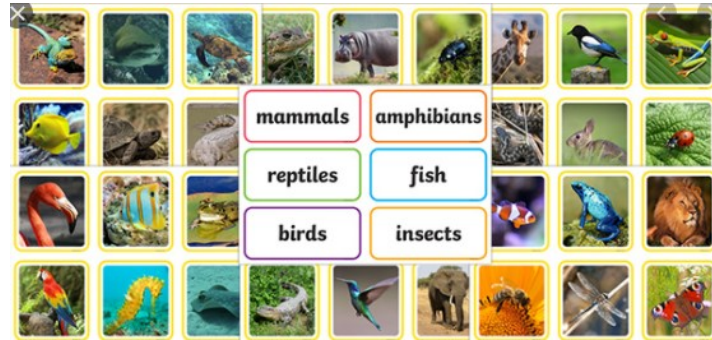 mammals
amphibians
reptiles
fish
birds
insects